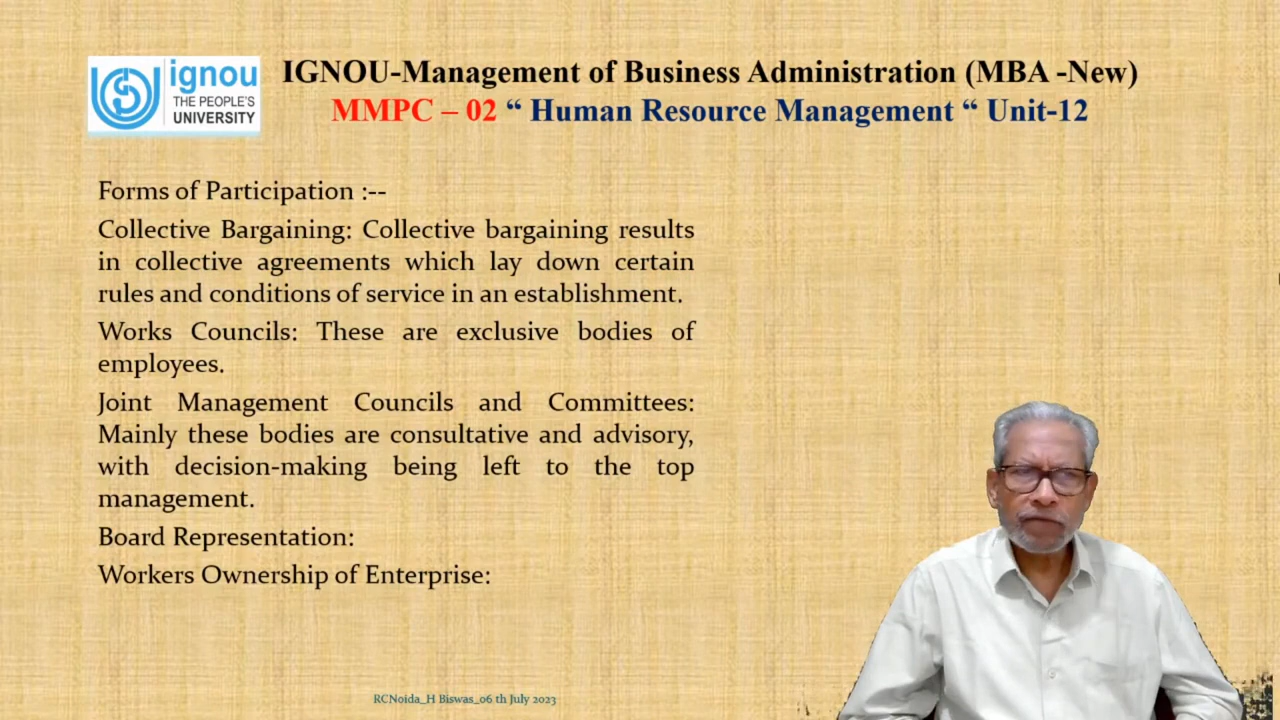 ignou
THE PEOPLE'S
UNIVERSITY
IGNOU-Management of Business Administration (MBA -New)
MMPC – 02 “ Human Resource Management “ Unit-12
Forms of Participation :--
Collective Bargaining: Collective bargaining results
in collective agreements which lay down certain
rules and conditions of service in an establishment.
Works Councils: These are exclusive bodies of
employees.
Joint Management Councils and Committees:
Mainly these bodies are consultative and advisory,
with decision-making being left to the top
management.
Board Representation:
Workers Ownership of Enterprise:
RCNoida_H Biswas_06 th July 2023